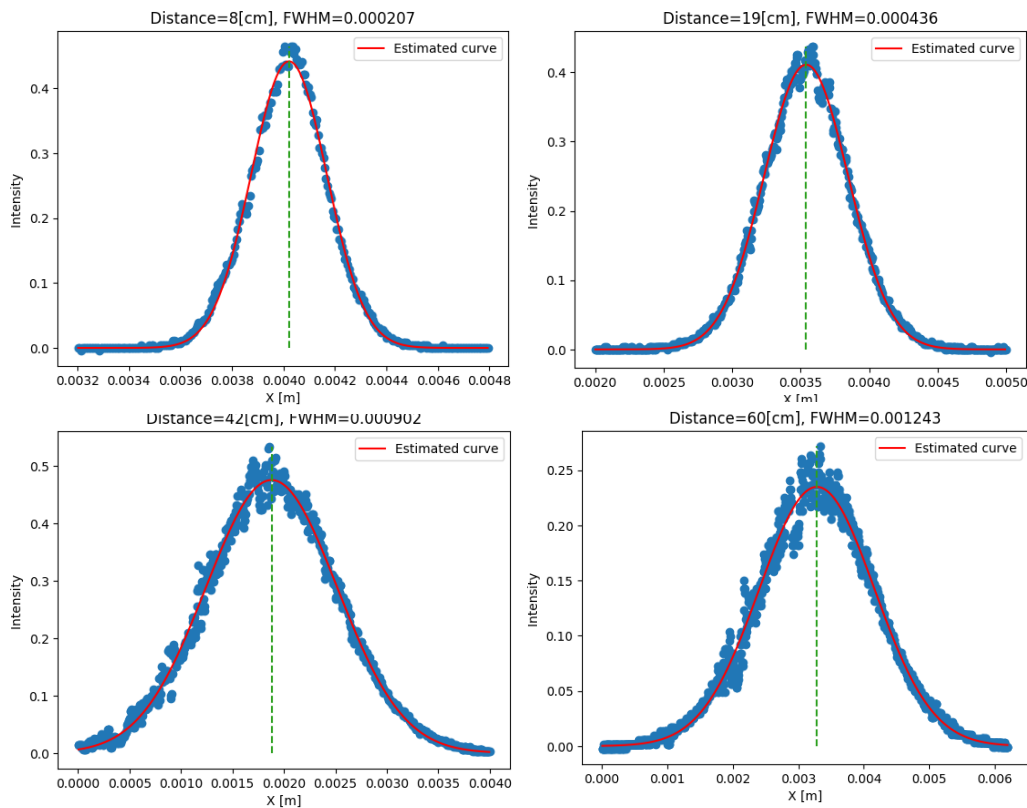 Distance=8[cm], FWHM=0.000207
Estimated curve
Intensity
0.4
0.3
0.2
0.1
0.0
0.0032 0.0034 0.0036 0.0038 0.0040 0.0042 0.0044 0.0046 0.0048
X [m]
Distance=19[cm], FWHM=0.000436
Estimated curve
Intensity
0.4
0.3
0.2
0.1
0.0
0.0020 0.0025 0.0030 0.0035 0.0040 0.0045 0.0050
X [m]
Distance=42[cm], FWHM=0.000902
Estimated curve
Intensity
0.5
0.4
0.3
0.2
0.1
0.0
0.0000 0.0005 0.0010 0.0015 0.0020 0.0025 0.0030 0.0035 0.0040
X [m]
Distance=60[cm], FWHM=0.001243
Estimated curve
Intensity
0.25
0.20
0.15
0.10
0.05
0.00
0.000 0.001 0.002 0.003 0.004 0.005 0.006
X [m]